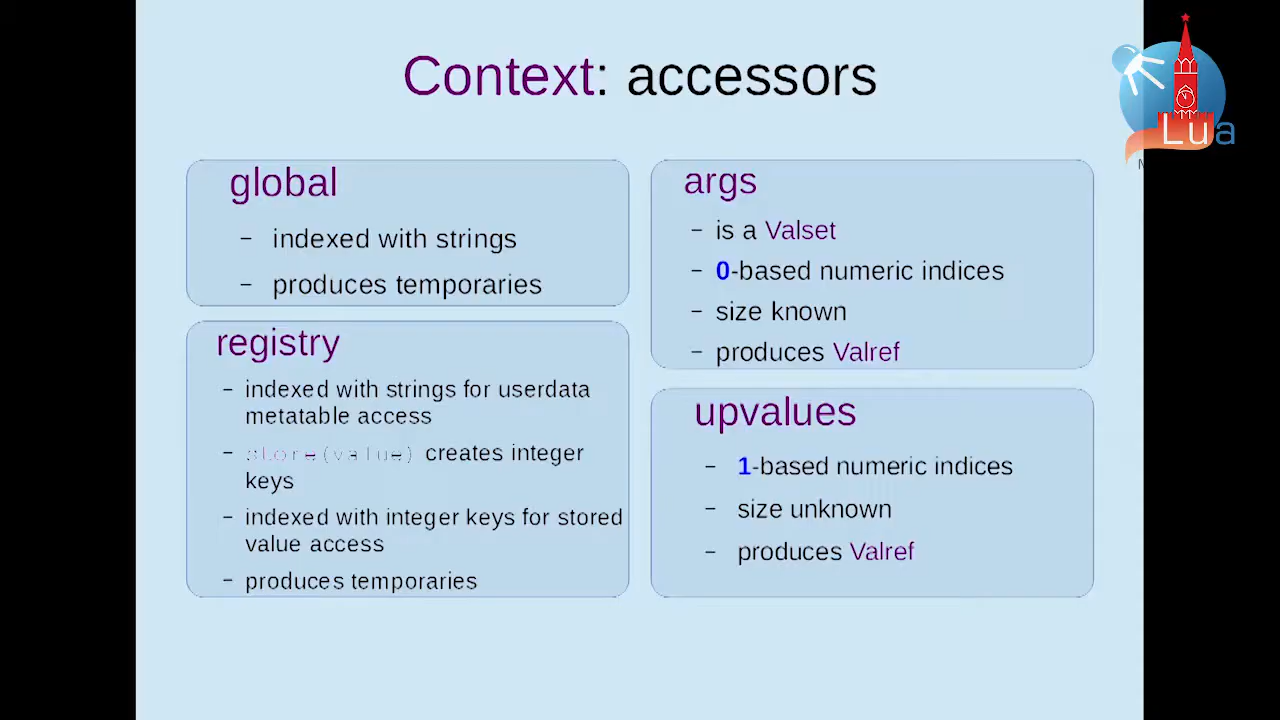 Context: accessors
global
– indexed with strings
– produces temporaries
registry
– indexed with strings for userdata
metatable access
– store(value) creates integer
keys
– indexed with integer keys for stored
value access
– produces temporaries
args
– is a Valset
– 0-based numeric indices
– size known
– produces Valref
upvalues
– 1-based numeric indices
– size unknown
– produces Valref
Lua